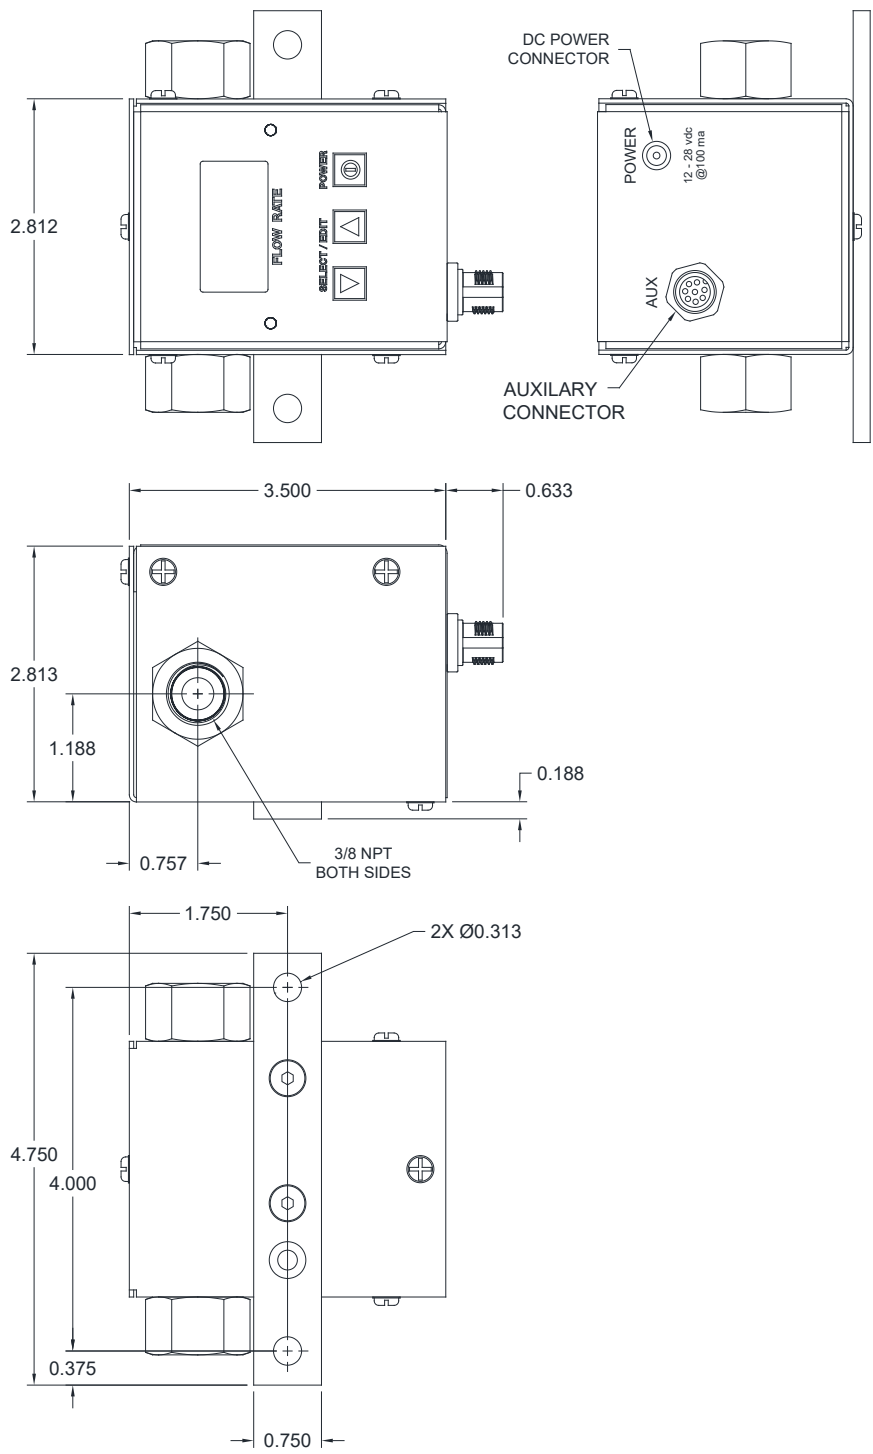 DC POWER
CONNECTOR
2.812
FLOW RATE
SELECT / EDIT
POWER
POWER
12 - 28 vdc
@100 ma
AUX
AUXILARY
CONNECTOR
3.500
0.633
2.813
1.188
0.188
0.757
3/8 NPT
BOTH SIDES
1.750
2X Ø0.313
4.750
4.000
0.375
0.750